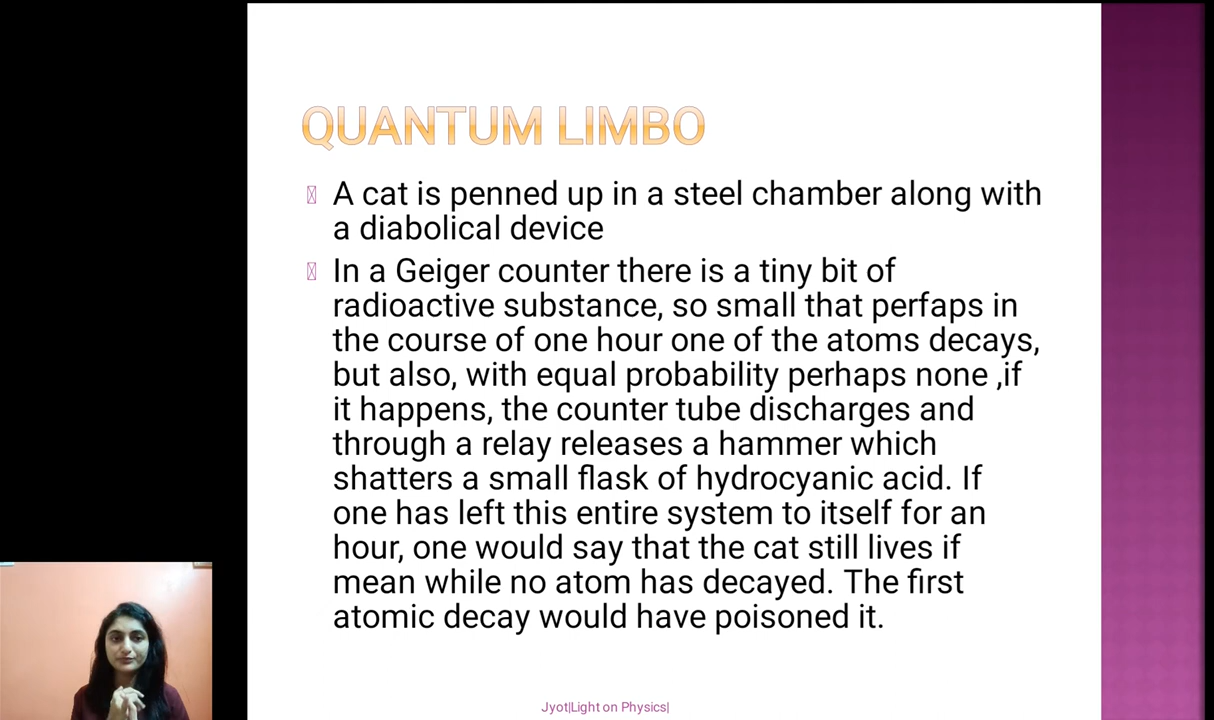 QUANTUM LIMBO
A cat is penned up in a steel chamber along with
a diabolical device
In a Geiger counter there is a tiny bit of
radioactive substance, so small that perfaps in
the course of one hour one of the atoms decays,
but also, with equal probability perhaps none ,if
it happens, the counter tube discharges and
through a relay releases a hammer which
shatters a small flask of hydrocyanic acid. If
one has left this entire system to itself for an
hour, one would say that the cat still lives if
mean while no atom has decayed. The first
atomic decay would have poisoned it.
Jyot|Light on Physics|